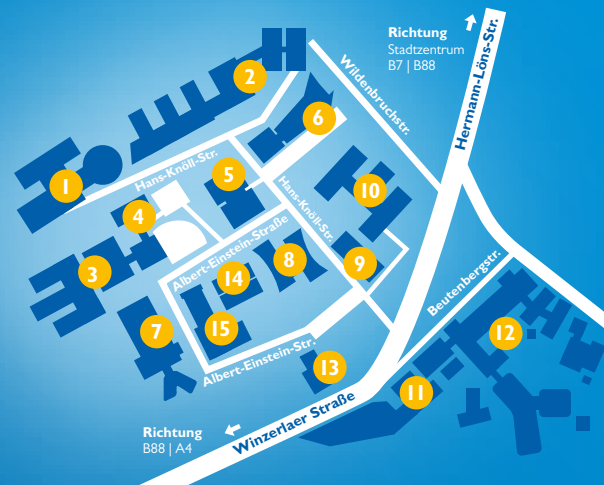 Richtung
Stadtzentrum
B7 | B88
Hermann-Löns-Str.
Wildenbruchstr.
2
6
Hans-Knöll-Str.
1
5
10
4
Hans-Knöll-Str.
Albert-Einstein-Straße
3
14
8
9
Beutenbergstr.
7
15
12
Albert-Einstein-Str.
13
11
Winzerlaer Straße
Richtung
B88 | A4